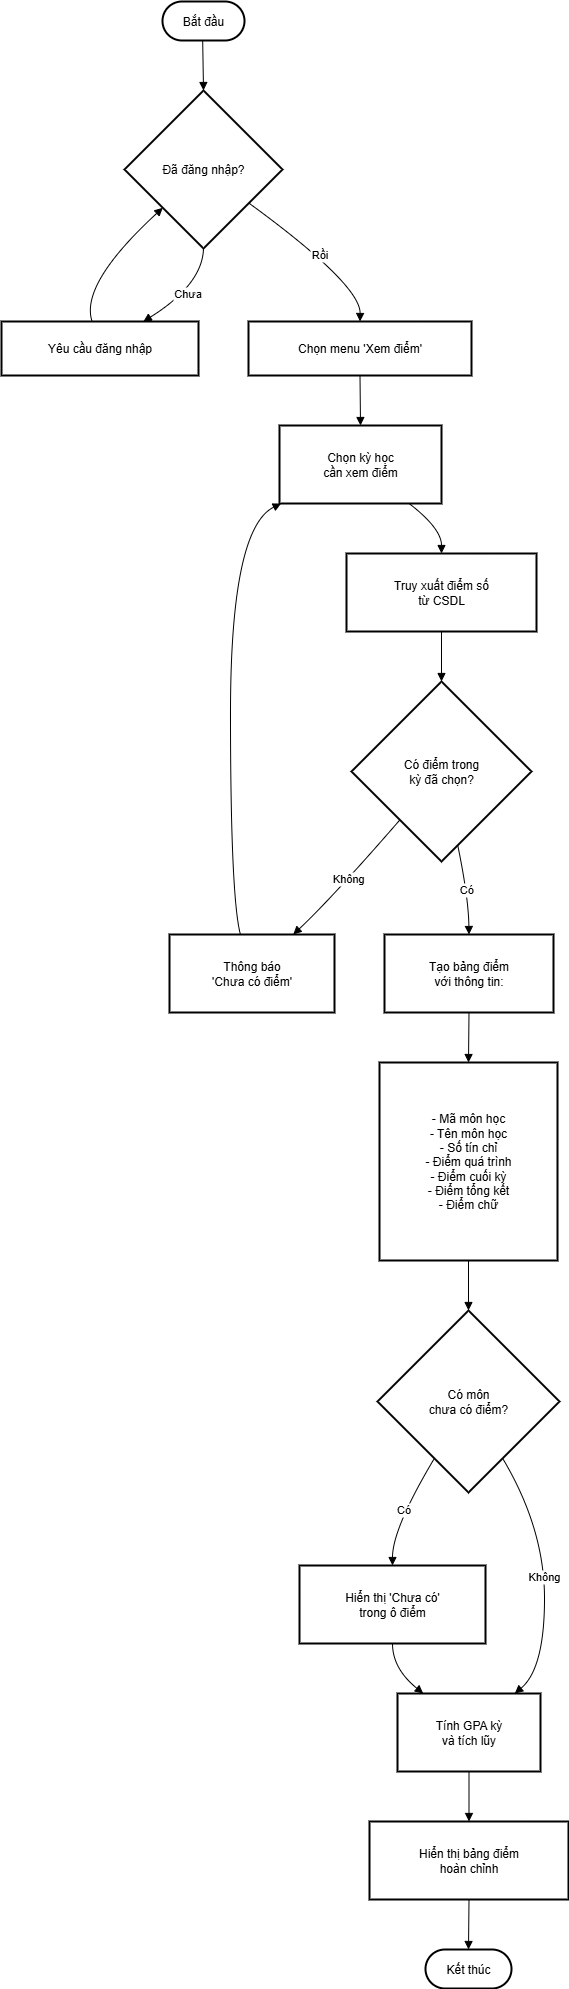 Bắt đầu
Đã đăng nhập?
Rồi
Chưa
Yêu cầu đăng nhập
Chọn menu 'Xem điểm'
Chọn kỳ học
cần xem điểm
Truy xuất điểm số
từ CSDL
Có điểm trong
kỳ đã chọn?
Không
Có
Thông báo
'Chưa có điểm'
Tạo bảng điểm
với thông tin:
- Mã môn học
- Tên môn học
- Số tín chỉ
- Điểm quá trình
- Điểm cuối kỳ
- Điểm tổng kết
- Điểm chữ
Có môn
chưa có điểm?
Có
Không
Hiển thị 'Chưa có'
trong ô điểm
Tính GPA kỳ
và tích lũy
Hiển thị bảng điểm
hoàn chỉnh
Kết thúc